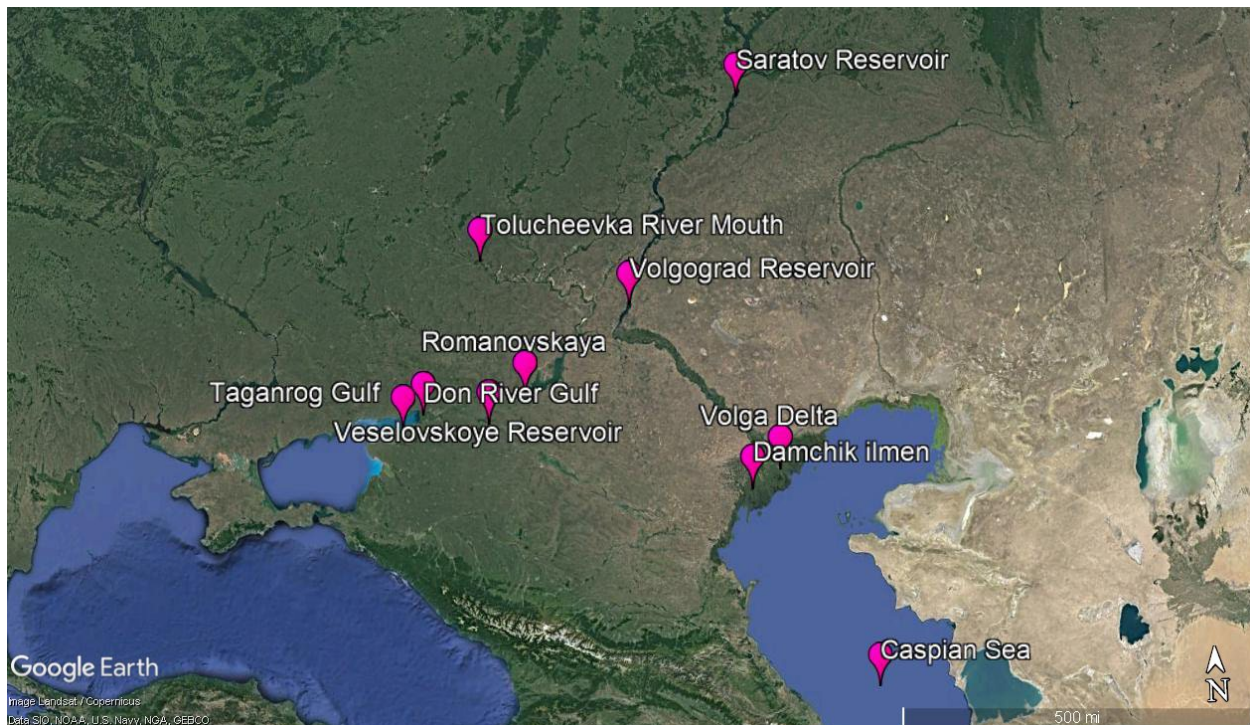 Saratov Reservoir
Tolucheevka River Mouth
Volgograd Reservoir
Romanovskaya
Taganrog Gulf
Don River Gulf
Veselovskoye Reservoir
Volga Delta
Damchik ilmen
Caspian Sea
Google Earth
N
Image Landsat / Copernicus
Data SIO, NOAA, U.S. Navy, NGA, GEBCO
500 mi